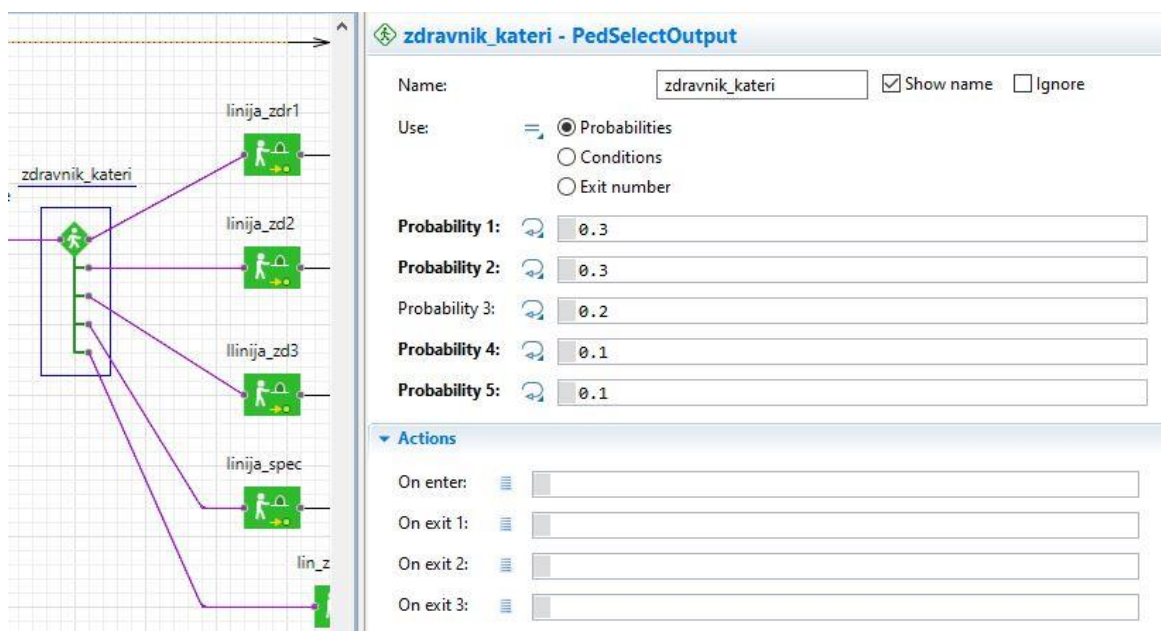 linija_zdr1
zdravnik_kateri
linija_zd2
llinija_zd3
linija_spec
lin_z
zdravnik_kateri - PedSelectOutput
Name: zdravnik_kateri Show name Ignore
Use: Probabilities
Conditions
Exit number
Probability 1: 0.3
Probability 2: 0.3
Probability 3: 0.2
Probability 4: 0.1
Probability 5: 0.1
Actions
On enter:
On exit 1:
On exit 2:
On exit 3: